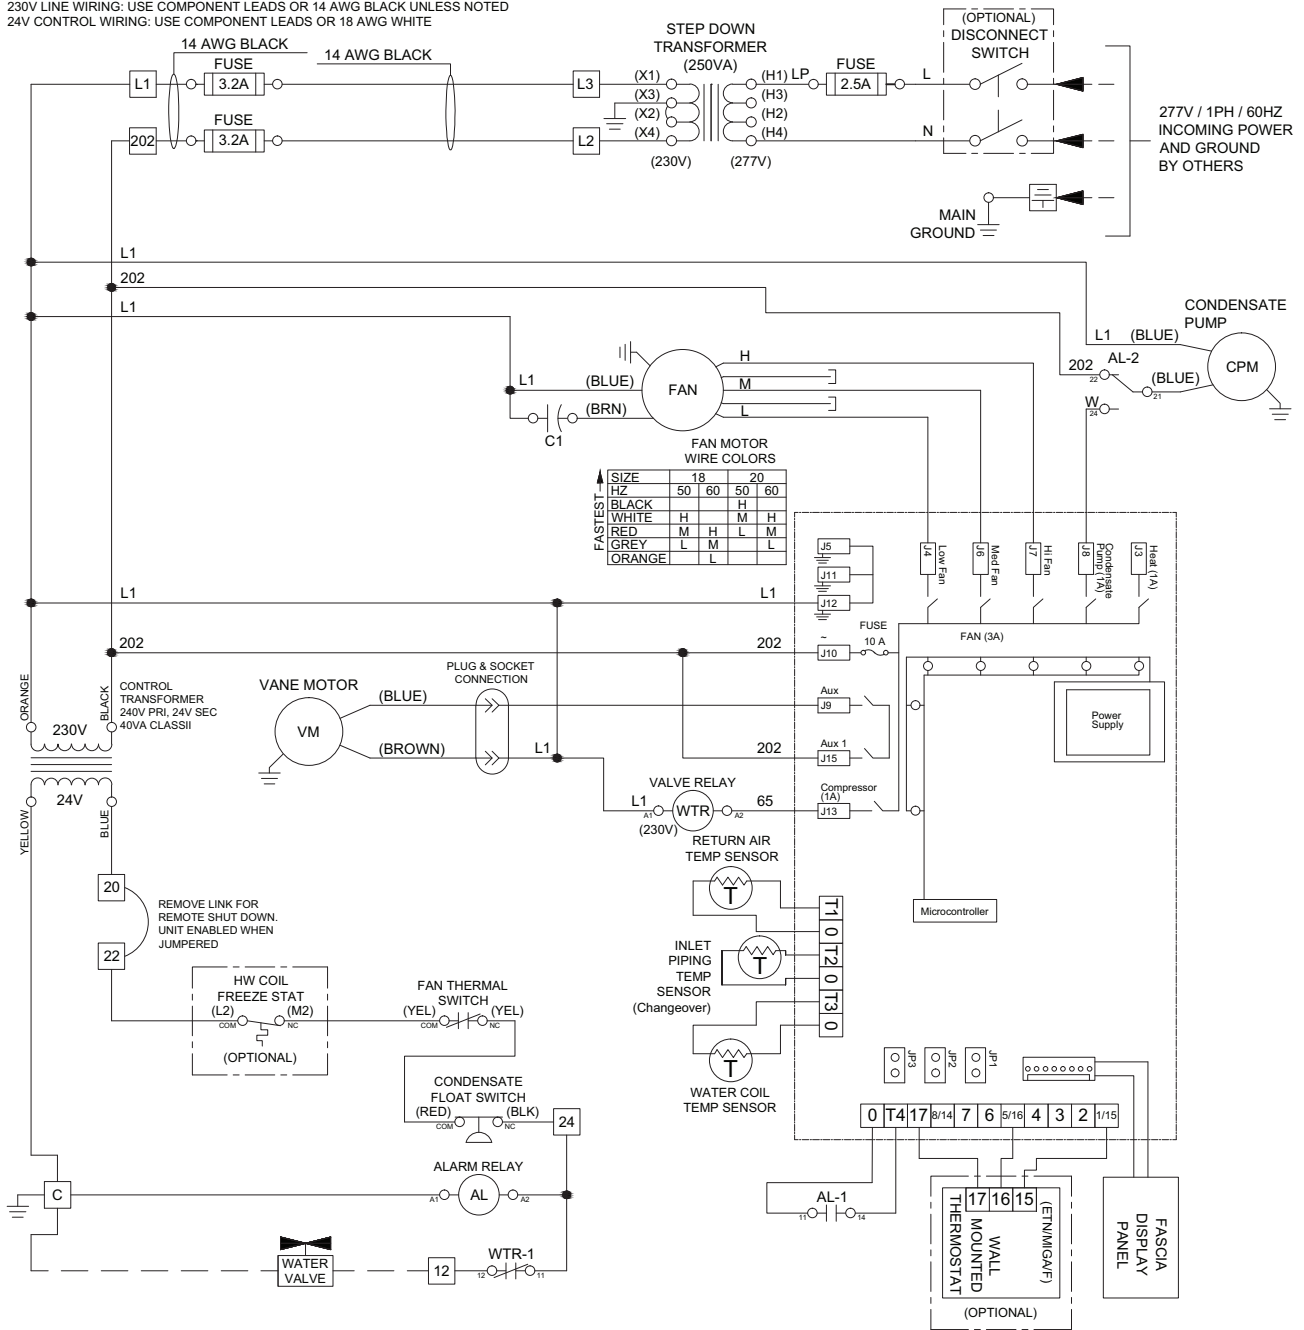 230V LINE WIRING: USE COMPONENT LEADS OR 14 AWG BLACK UNLESS NOTED
24V CONTROL WIRING: USE COMPONENT LEADS OR 18 AWG WHITE
14 AWG BLACK
14 AWG BLACK
L1
FUSE
3.2A
202
FUSE
3.2A
L3
L2
STEP DOWN
TRANSFORMER
(250VA)
(X1)
(X3)
(X2)
(X4)
(230V)
(H1)
(H3)
(H2)
(H4)
(277V)
LP
FUSE
2.5A
L
N
(OPTIONAL)
DISCONNECT
SWITCH
277V / 1PH / 60HZ
INCOMING POWER
AND GROUND
BY OTHERS
MAIN
GROUND
L1
202
L1
CONDENSATE
PUMP
L1 (BLUE)
202 AL-2
22
(BLUE)
21
W
24
CPM
L1
(BLUE)
(BRN)
C1
FAN
H
M
L
FAN MOTOR
WIRE COLORS
FASTEST
SIZE 18 20
HZ 50 60 50 60
BLACK H
WHITE H M H
RED M H L M
GREY L M L
ORANGE L
J5
J11
J12
J4
Low Fan
J6
Med Fan
J7
Hi Fan
J8
Condensate
Pump (1A)
J3
Heat (1A)
L1
L1
202
202
~
J10
FUSE
10 A
FAN (3A)
ORANGE
BLACK
CONTROL
TRANSFORMER
240V PRI, 24V SEC
40VA CLASSII
230V
24V
YELLOW
BLUE
VANE MOTOR
VM
(BLUE)
(BROWN)
PLUG & SOCKET
CONNECTION
L1
Aux
J9
202
Aux 1
J15
Power
Supply
VALVE RELAY
L1
A1
WTR
A2
65
(230V)
Compressor
(1A)
J13
Microcontroller
RETURN AIR
TEMP SENSOR
T
INLET
PIPING
TEMP
SENSOR
(Changeover)
T
WATER COIL
TEMP SENSOR
T
T1
0
T2
0
T3
0
20
22
REMOVE LINK FOR
REMOTE SHUT DOWN.
UNIT ENABLED WHEN
JUMPERED
HW COIL
FREEZE STAT
(L2)
COM
(M2)
NC
(OPTIONAL)
FAN THERMAL
SWITCH
(YEL)
COM
(YEL)
NC
CONDENSATE
FLOAT SWITCH
(RED)
COM
(BLK)
NC
24
JP3
JP2
JP1
0 T4 17 8/14 7 6 5/16 4 3 2 1/15
ALARM RELAY
A1
AL
A2
C
AL-1
11
14
WATER
VALVE
12
WTR-1
12
11
17 16 15
(ETN/MIGA/F)
WALL
MOUNTED
THERMOSTAT
(OPTIONAL)
FASCIA
DISPLAY
PANEL